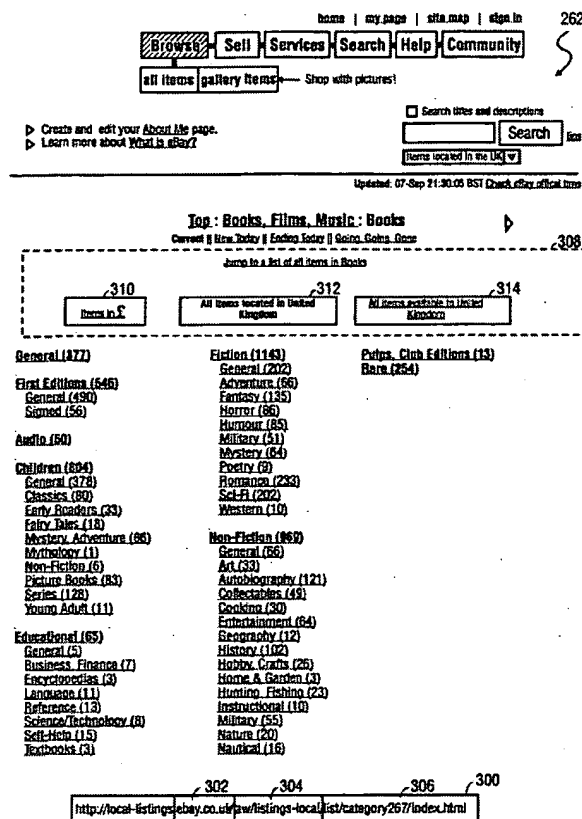 home | my page | site map | sign in
262
Browse Sell Services Search Help Community
all items gallery items Shop with pictures!
Search titles and descriptions
Create and edit your About Me page.
Learn more about What is eBay?
Search tips
Items located in the UK
Updated: 07-Sep 21:30:05 BST Check eBay official time
Top : Books, Films, Music : Books
Current || New Today || Ending Today || Going, Going, Gone
308
Jump to a list of all items in Books
310 312 314
Items in £
All items located in United Kingdom
All items available to United Kingdom
General (377)
First Editions (546)
General (490)
Signed (56)
Audio (50)
Children (804)
General (378)
Classics (80)
Early Readers (33)
Fairy Tales (18)
Mystery, Adventure (66)
Mythology (1)
Non-Fiction (6)
Picture Books (83)
Series (128)
Young Adult (11)
Educational (65)
General (5)
Business, Finance (7)
Encyclopedias (3)
Language (11)
Reference (13)
Science/Technology (8)
Self-Help (15)
Textbooks (3)
Fiction (1143)
General (202)
Adventure (66)
Fantasy (135)
Horror (86)
Humour (85)
Military (51)
Mystery (64)
Poetry (9)
Romance (233)
Sci-Fi (202)
Western (10)
Non-Fiction (969)
General (66)
Art (33)
Autobiography (121)
Collectables (49)
Cooking (30)
Entertainment (64)
Geography (12)
History (102)
Hobby, Crafts (26)
Home & Garden (3)
Hunting, Fishing (23)
Instructional (10)
Military (55)
Nature (20)
Nautical (16)
Pulps, Club Editions (13)
Rare (254)
302 304 306 300
http://local-listings.ebay.co.uk/aw/listings-local/list/category267/index.html